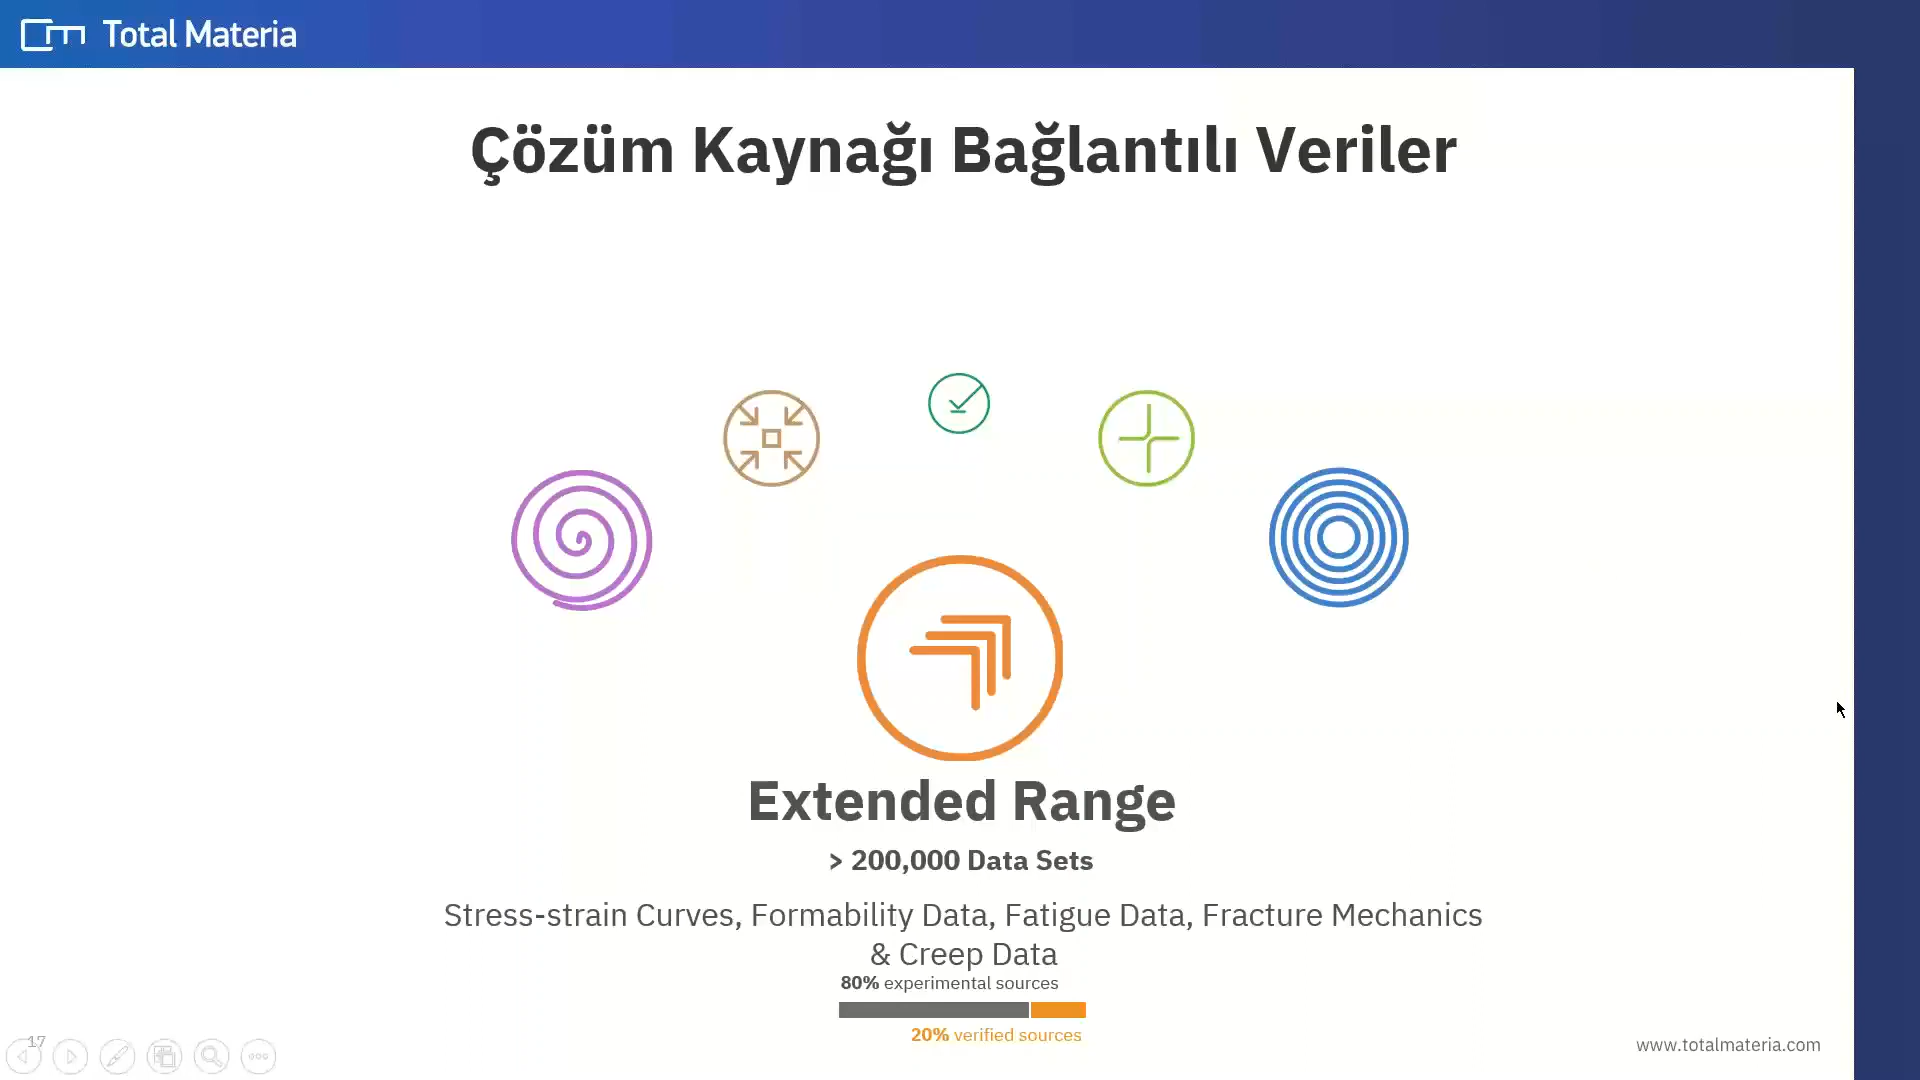 Total Materia
Çözüm Kaynağı Bağlantılı Veriler
Extended Range
> 200,000 Data Sets
Stress-strain Curves, Formability Data, Fatigue Data, Fracture Mechanics
& Creep Data
80% experimental sources
20% verified sources
17
www.totalmateria.com